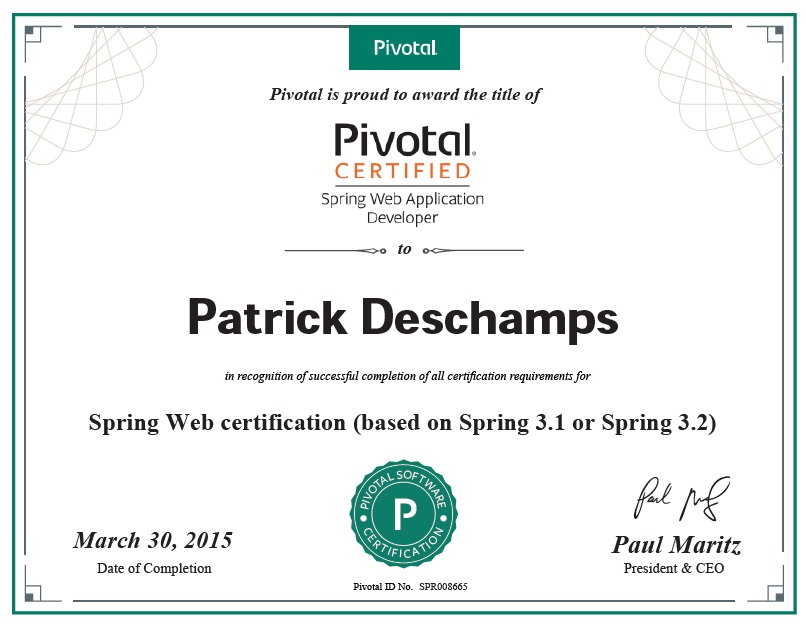 Pivotal
Pivotal is proud to award the title of
Pivotal®
CERTIFIED
Spring Web Application
Developer
to
Patrick Deschamps
in recognition of successful completion of all certification requirements for
Spring Web certification (based on Spring 3.1 or Spring 3.2)
PIVOTAL SOFTWARE
P
CERTIFICATION
March 30, 2015
Date of Completion
Paul Maritz
President & CEO
Pivotal ID No. SPR008665